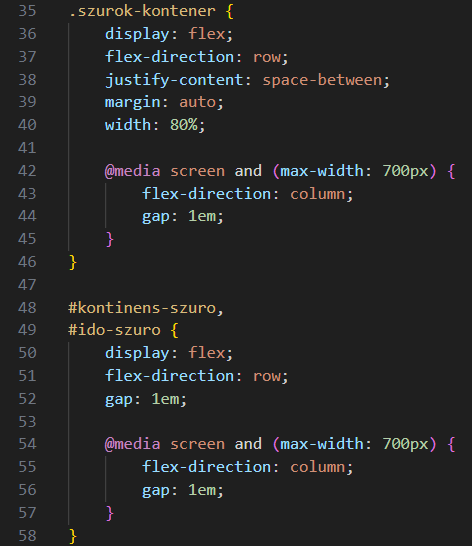 35 .szurok-kontener {
36     display: flex;
37     flex-direction: row;
38     justify-content: space-between;
39     margin: auto;
40     width: 80%;
41
42     @media screen and (max-width: 700px) {
43         flex-direction: column;
44         gap: 1em;
45     }
46 }
47
48 #kontinens-szuro,
49 #ido-szuro {
50     display: flex;
51     flex-direction: row;
52     gap: 1em;
53
54     @media screen and (max-width: 700px) {
55         flex-direction: column;
56         gap: 1em;
57     }
58 }